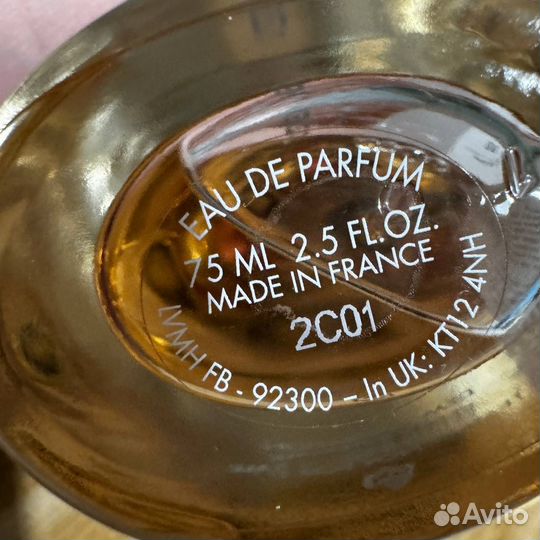 EAU DE PARFUM
75 ML 2.5 FL.OZ.
MADE IN FRANCE
2C01
LVMH FB - 92300 – In UK: KT12 4NH
Avito